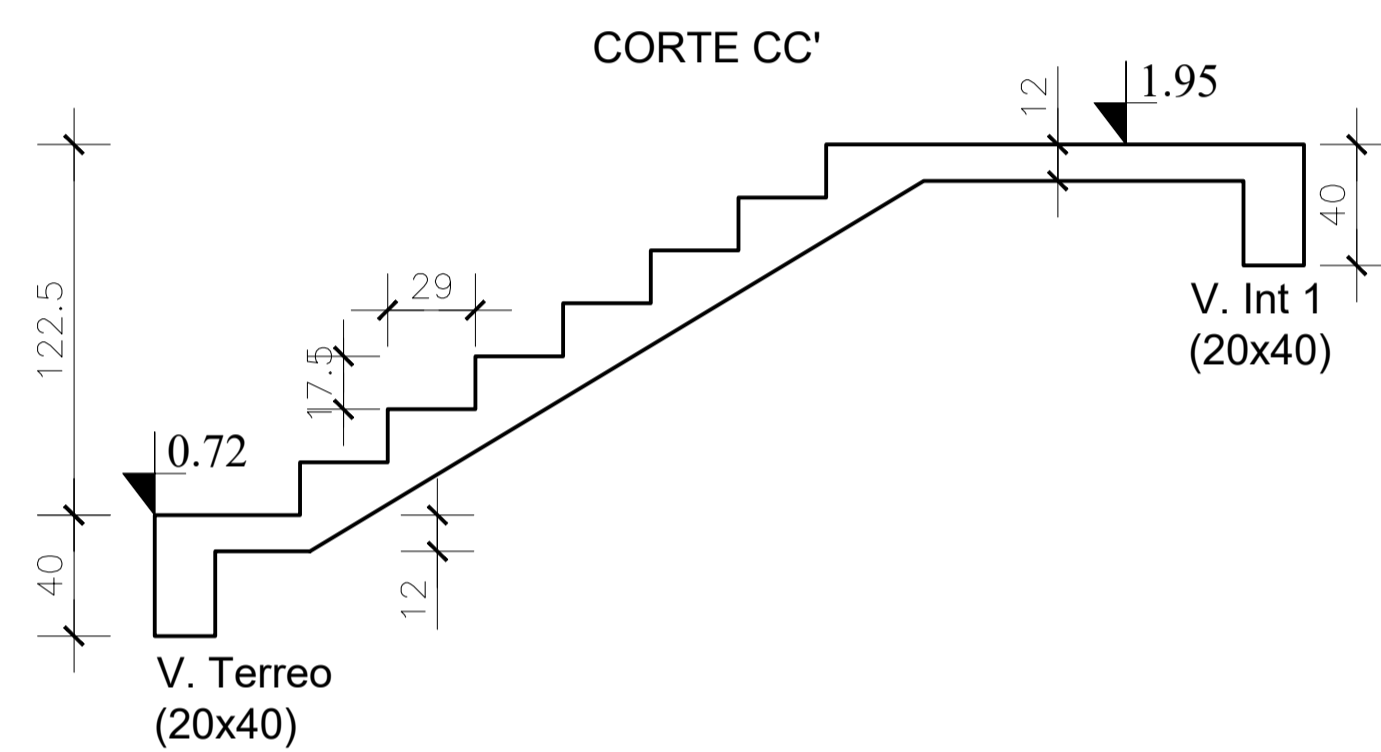 CORTE CC'
12
1.95
40
122.5
29
17.5
V. Int 1
(20x40)
0.72
40
12
V. Terreo
(20x40)